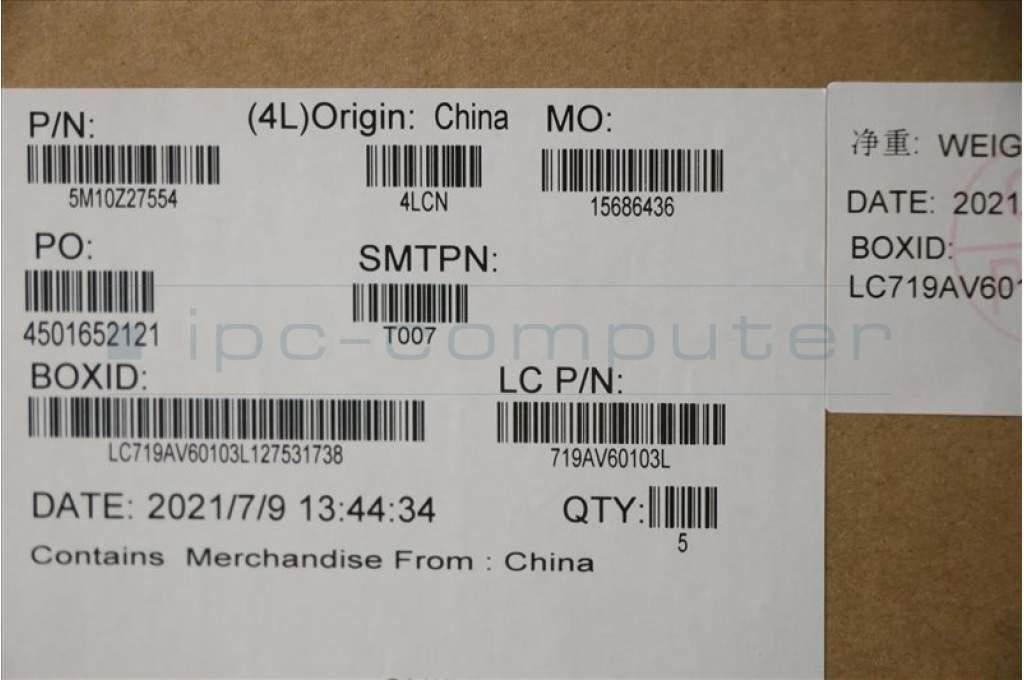 P/N: (4L)Origin: China MO:
5M10Z27554 4LCN 15686436
PO: SMTPN:
4501652121 T007
BOXID: LC P/N:
LC719AV60103L127531738 719AV60103L
DATE: 2021/7/9 13:44:34 QTY:
5
Contains Merchandise From : China
净重: WEIG
DATE: 2021
BOXID:
LC719AV601
ipc-computer